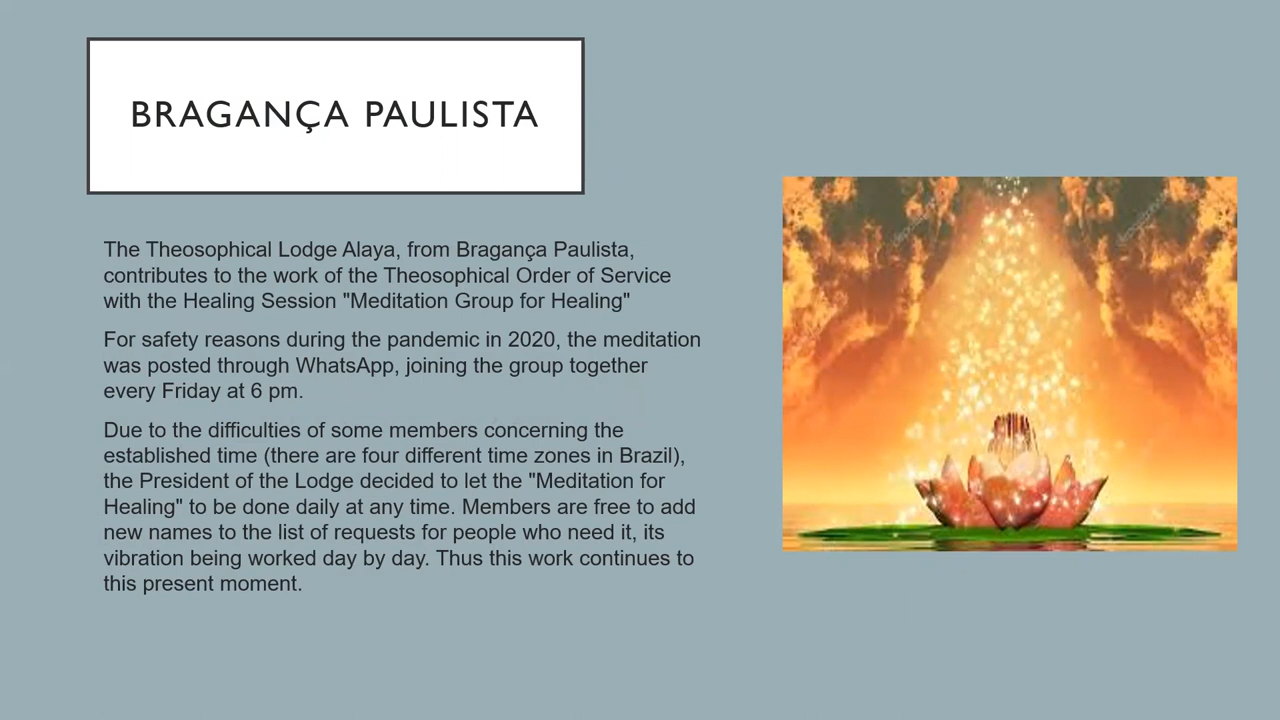 BRAGANÇA PAULISTA
The Theosophical Lodge Alaya, from Bragança Paulista,
contributes to the work of the Theosophical Order of Service
with the Healing Session "Meditation Group for Healing"
For safety reasons during the pandemic in 2020, the meditation
was posted through WhatsApp, joining the group together
every Friday at 6 pm.
Due to the difficulties of some members concerning the
established time (there are four different time zones in Brazil),
the President of the Lodge decided to let the "Meditation for
Healing" to be done daily at any time. Members are free to add
new names to the list of requests for people who need it, its
vibration being worked day by day. Thus this work continues to
this present moment.